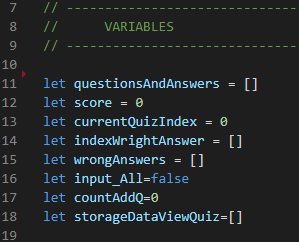 7 // --------------------------------
8 //      VARIABLES
9 // --------------------------------
10
11 let questionsAndAnswers = []
12 let score = 0
13 let currentQuizIndex = 0
14 let indexWrightAnswer = []
15 let wrongAnswers = []
16 let input_All=false
17 let countAddQ=0
18 let storageDataViewQuiz=[]
19